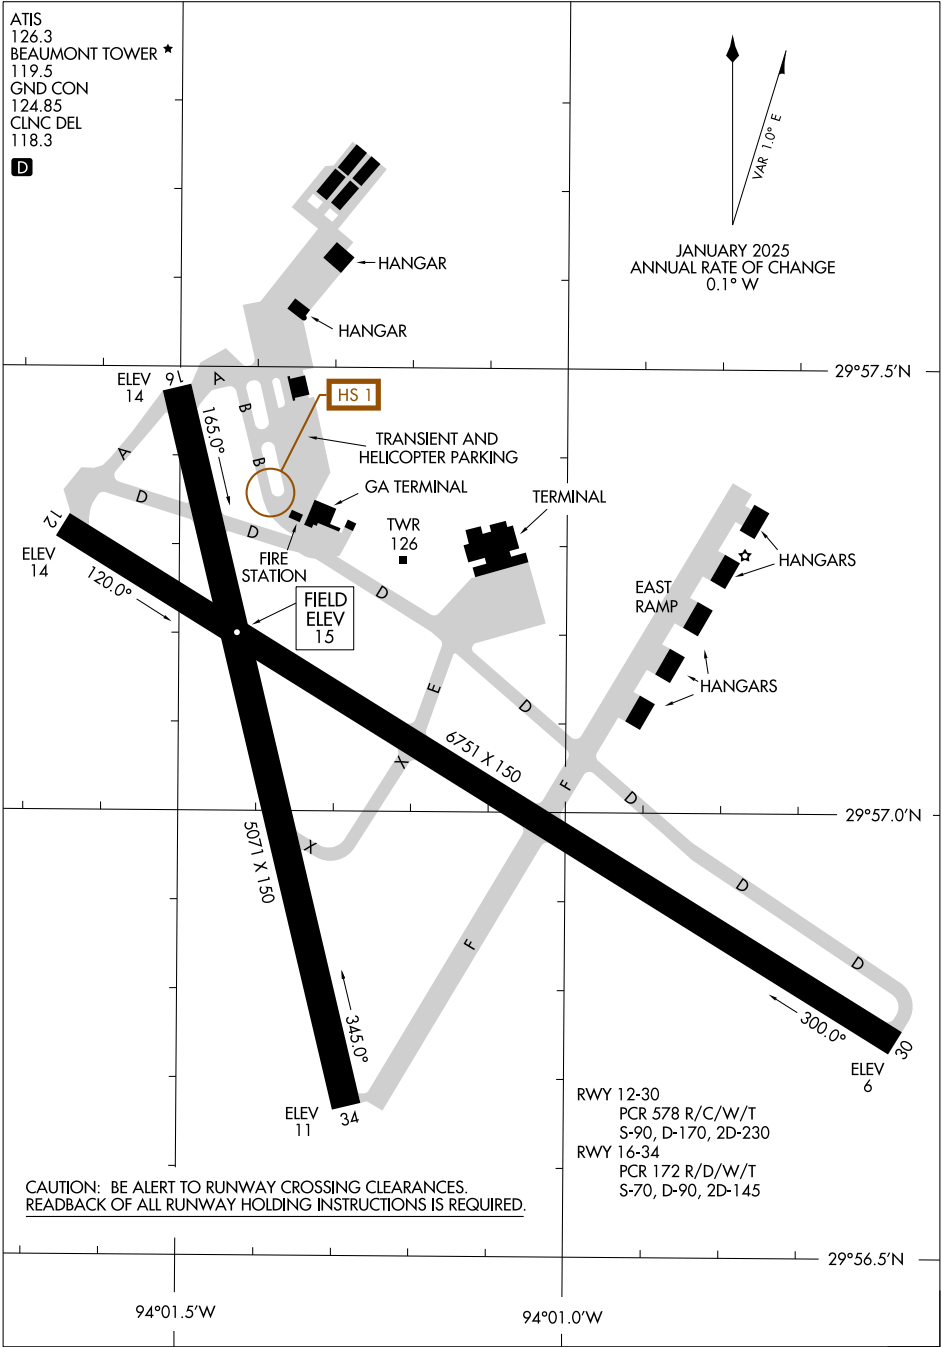 ATIS
126.3
BEAUMONT TOWER
119.5
GND CON
124.85
CLNC DEL
118.3
D
VAR 1.0° E
JANUARY 2025
ANNUAL RATE OF CHANGE
0.1° W
HANGAR
HANGAR
29°57.5'N
ELEV
14
16
A
B
HS 1
165.0°
TRANSIENT AND
HELICOPTER PARKING
A
B
GA TERMINAL
D
TERMINAL
12
TWR
126
D
ELEV
14
FIRE
STATION
HANGARS
120.0°
EAST
RAMP
D
FIELD
ELEV
15
E
HANGARS
D
6751 X 150
X
F
D
29°57.0'N
5071 X 150
X
D
F
D
345.0°
300.0°
30
ELEV
6
ELEV
11
34
RWY 12-30
PCR 578 R/C/W/T
S-90, D-170, 2D-230
RWY 16-34
PCR 172 R/D/W/T
S-70, D-90, 2D-145
CAUTION: BE ALERT TO RUNWAY CROSSING CLEARANCES.
READBACK OF ALL RUNWAY HOLDING INSTRUCTIONS IS REQUIRED.
29°56.5'N
94°01.5'W
94°01.0'W